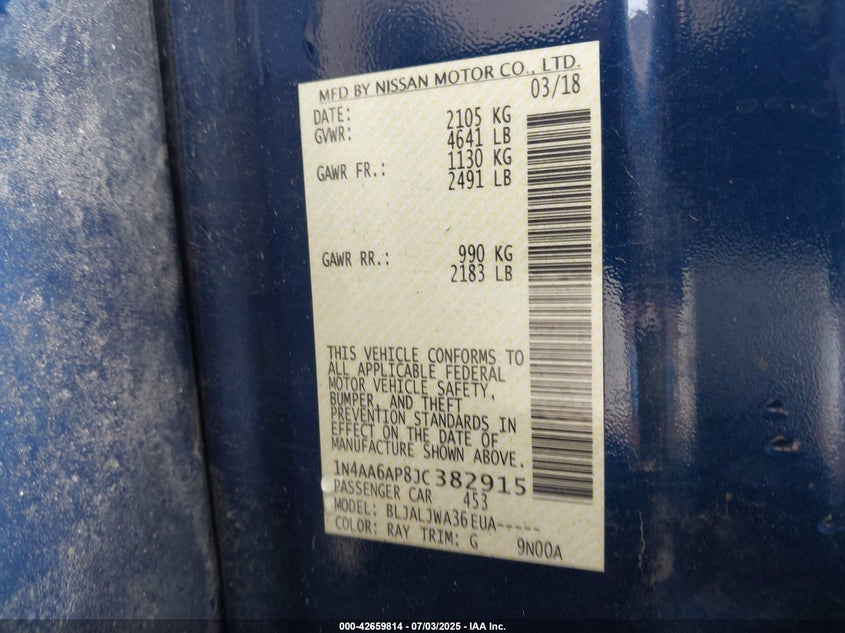 MFD BY NISSAN MOTOR CO., LTD.
DATE: 03/18
GVWR: 2105 KG
4641 LB
GAWR FR.: 1130 KG
2491 LB
GAWR RR.: 990 KG
2183 LB
THIS VEHICLE CONFORMS TO
ALL APPLICABLE FEDERAL
MOTOR VEHICLE SAFETY,
BUMPER, AND THEFT
PREVENTION STANDARDS IN
EFFECT ON THE DATE OF
MANUFACTURE SHOWN ABOVE.
1N4AA6AP8JC382915
PASSENGER CAR 453
MODEL: BLJALJWA36EUA-----
COLOR: RAY TRIM: G 9N00A
000-42659814 - 07/03/2025 - IAA Inc.